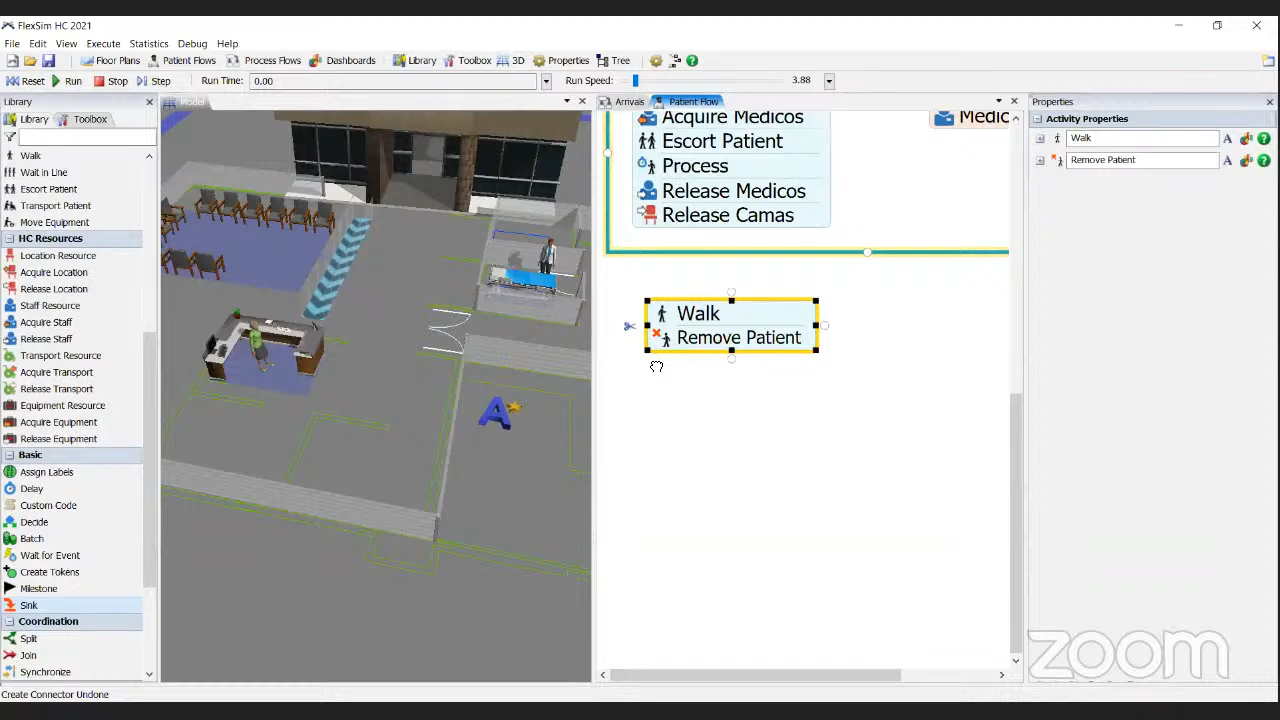 FlexSim HC 2021
File Edit View Execute Statistics Debug Help
Floor Plans Patient Flows Process Flows Dashboards Library Toolbox 3D Properties Tree
Reset Run Stop Step Run Time: 0.00 Run Speed: 3.88
Library
Model
Arrivals
Patient Flow
Properties
Library Toolbox
Activity Properties
Walk
Wait in Line
Escort Patient
Transport Patient
Move Equipment
HC Resources
Location Resource
Acquire Location
Release Location
Staff Resource
Acquire Staff
Release Staff
Transport Resource
Acquire Transport
Release Transport
Equipment Resource
Acquire Equipment
Release Equipment
Basic
Assign Labels
Delay
Custom Code
Decide
Batch
Wait for Event
Create Tokens
Milestone
Sink
Coordination
Split
Join
Synchronize
A
Acquire Medicos
Escort Patient
Process
Release Medicos
Release Camas
Medic
Walk
Remove Patient
Walk
Remove Patient
zoom
Create Connector Undone